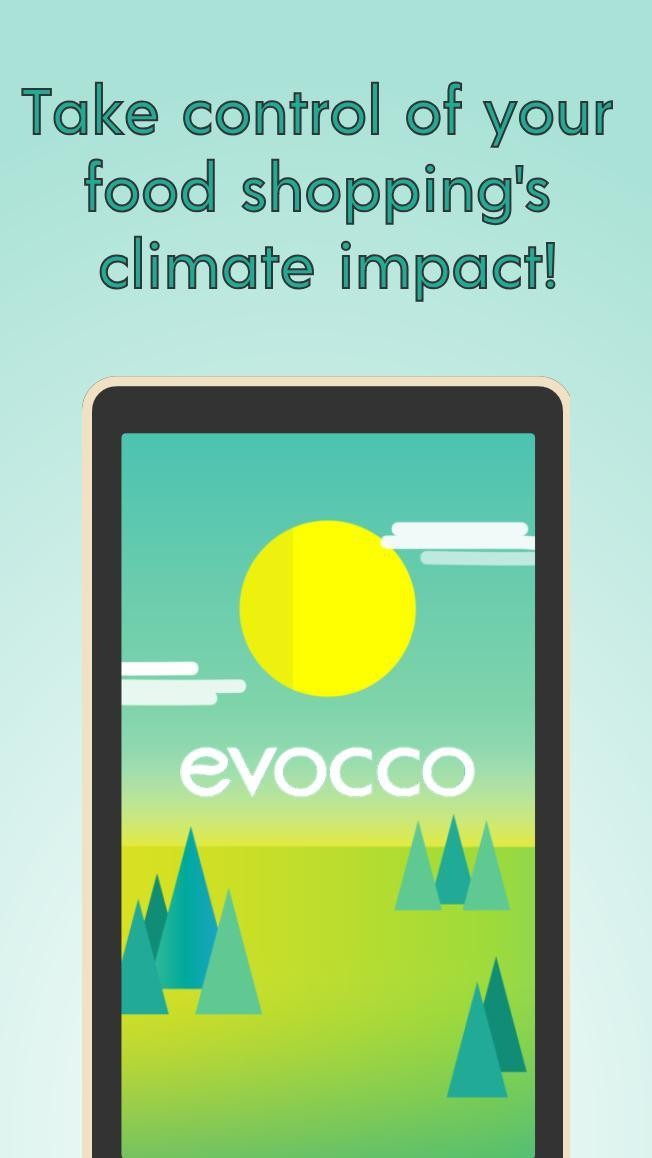 Take control of your
food shopping's
climate impact!
evocco